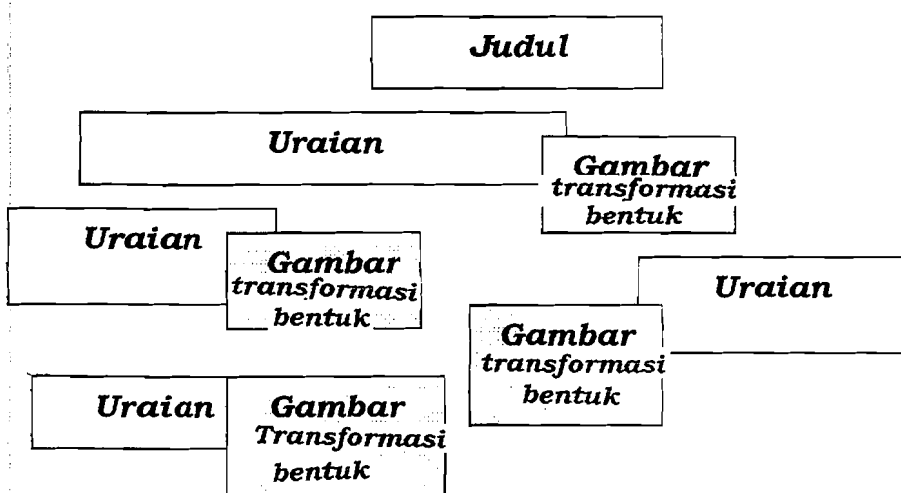 Judul
Uraian
Gambar
transformasi
bentuk
Uraian
Gambar
transformasi
bentuk
Uraian
Gambar
transformasi
bentuk
Uraian
Gambar
Transformasi
bentuk